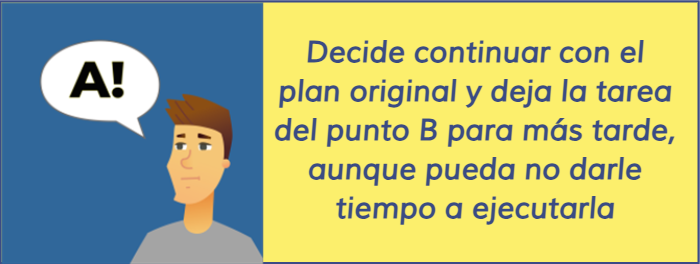 A!
Decide continuar con el
plan original y deja la tarea
del punto B para más tarde,
aunque pueda no darle
tiempo a ejecutarla